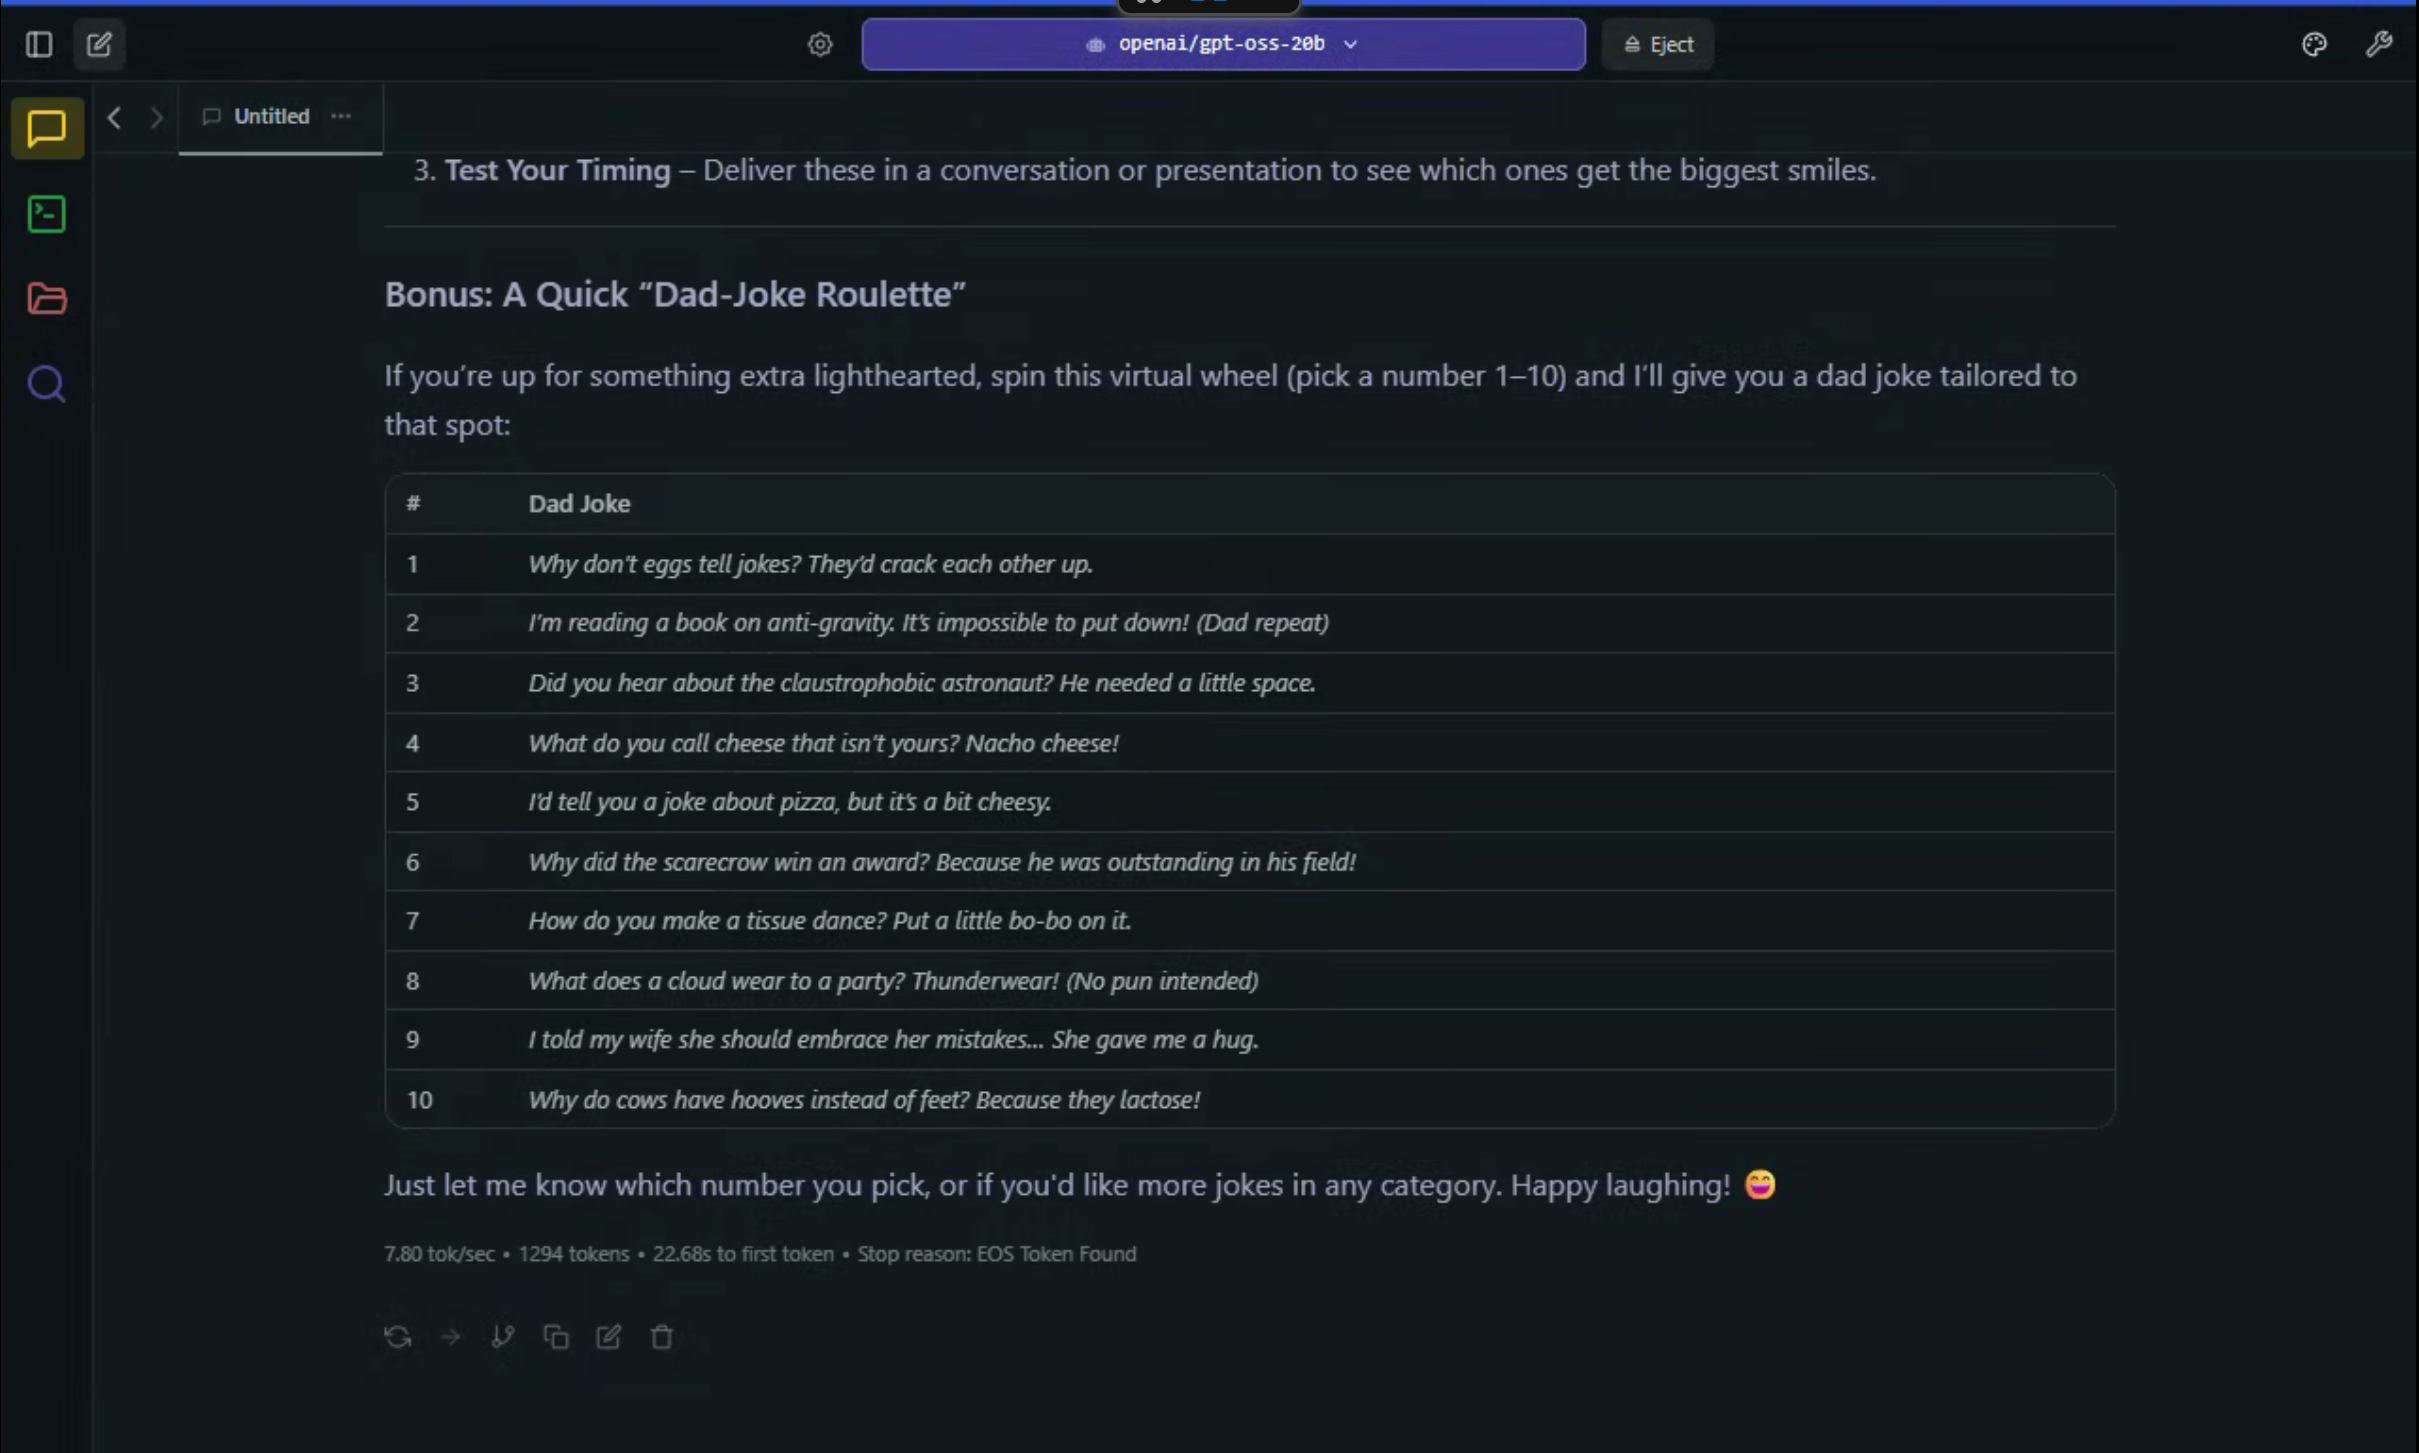 openai/gpt-oss-20b
Eject
Untitled
3. Test Your Timing – Deliver these in a conversation or presentation to see which ones get the biggest smiles.
Bonus: A Quick “Dad-Joke Roulette”
If you’re up for something extra lighthearted, spin this virtual wheel (pick a number 1–10) and I’ll give you a dad joke tailored to
that spot:
# Dad Joke
1 Why don’t eggs tell jokes? They’d crack each other up.
2 I’m reading a book on anti-gravity. It’s impossible to put down! (Dad repeat)
3 Did you hear about the claustrophobic astronaut? He needed a little space.
4 What do you call cheese that isn’t yours? Nacho cheese!
5 I’d tell you a joke about pizza, but it’s a bit cheesy.
6 Why did the scarecrow win an award? Because he was outstanding in his field!
7 How do you make a tissue dance? Put a little bo-bo on it.
8 What does a cloud wear to a party? Thunderwear! (No pun intended)
9 I told my wife she should embrace her mistakes... She gave me a hug.
10 Why do cows have hooves instead of feet? Because they lactose!
Just let me know which number you pick, or if you'd like more jokes in any category. Happy laughing! 😄
7.80 tok/sec • 1294 tokens • 22.68s to first token • Stop reason: EOS Token Found